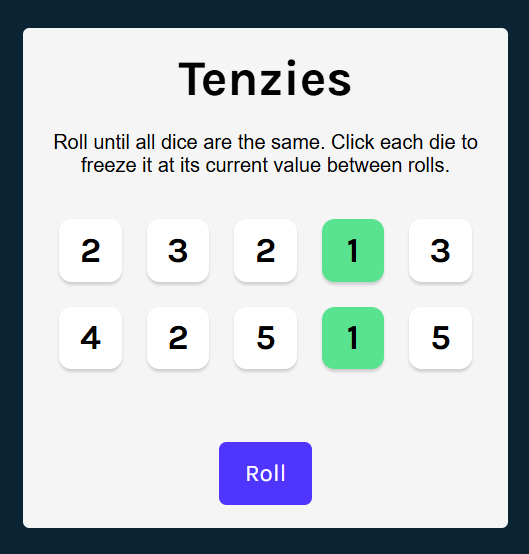 Tenzies
Roll until all dice are the same. Click each die to
freeze it at its current value between rolls.
2 3 2 1 3
4 2 5 1 5
Roll